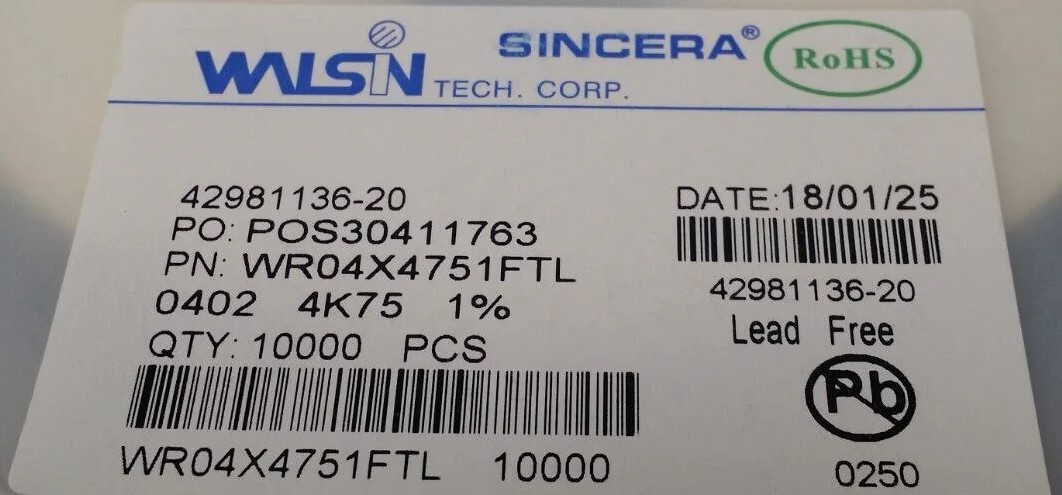 WALSIN TECH. CORP.
SINCERA® RoHS
42981136-20
PO: POS30411763
PN: WR04X4751FTL
0402 4K75 1%
QTY: 10000 PCS
WR04X4751FTL 10000
DATE:18/01/25
42981136-20
Lead Free
Pb
0250